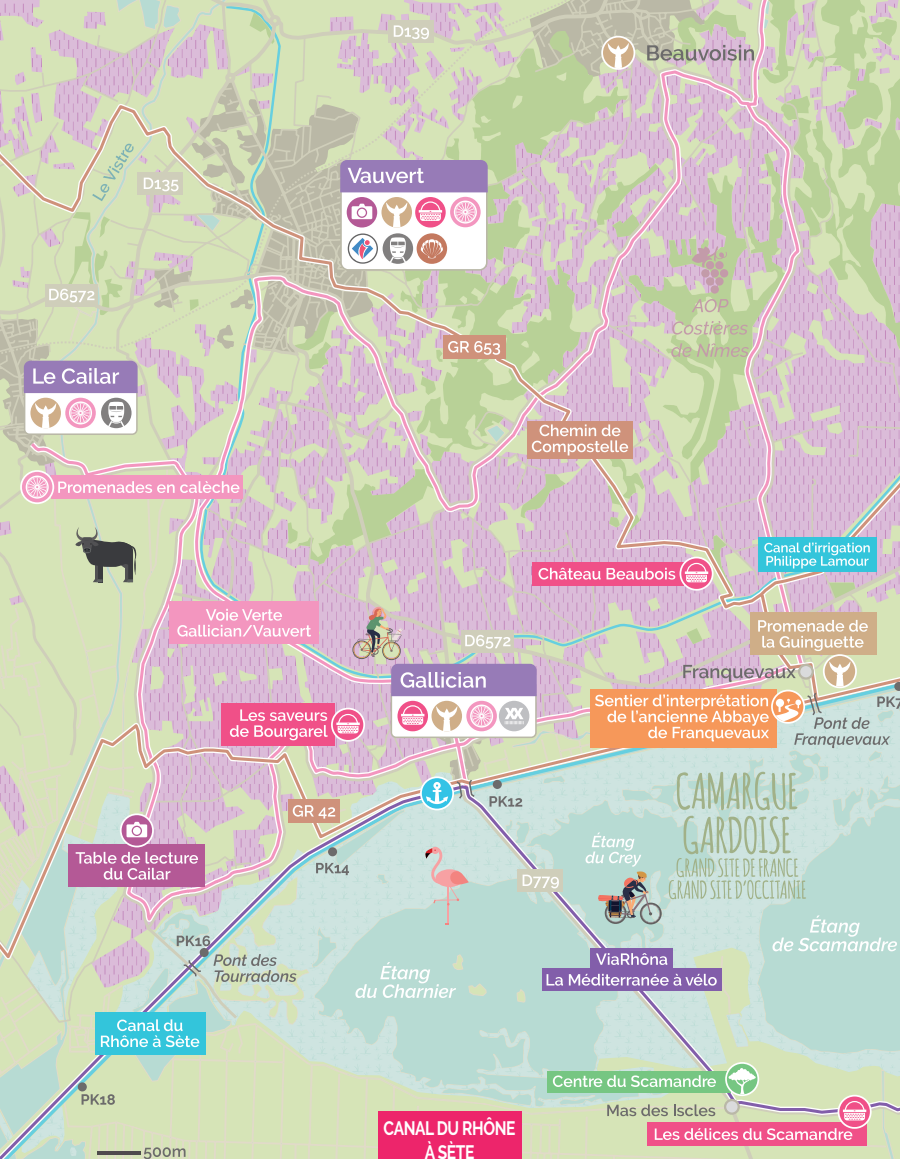 D139
Beauvoisin
Le Vistre
D135
Vauvert
D6572
AOP
Costières
de Nîmes
GR 653
Le Cailar
Chemin de
Compostelle
Promenades en calèche
Canal d'irrigation
Philippe Lamour
Château Beaubois
Voie Verte
Gallician/Vauvert
D6572
Promenade de
la Guinguette
Franquevaux
Gallician
PK7
Sentier d'interprétation
de l'ancienne Abbaye
de Franquevaux
Les saveurs
de Bourgarel
Pont de
Franquevaux
CAMARGUE
GARDOISE
GRAND SITE DE FRANCE
GRAND SITE D'OCCITANIE
PK12
GR 42
Étang
du Crey
PK14
Table de lecture
du Cailar
D779
Étang
de Scamandre
PK16
Pont des
Tourradons
ViaRhôna
La Méditerranée à vélo
Étang
du Charnier
Canal du
Rhône à Sète
Centre du Scamandre
PK18
Mas des Iscles
Les délices du Scamandre
CANAL DU RHÔNE
À SÈTE
500m